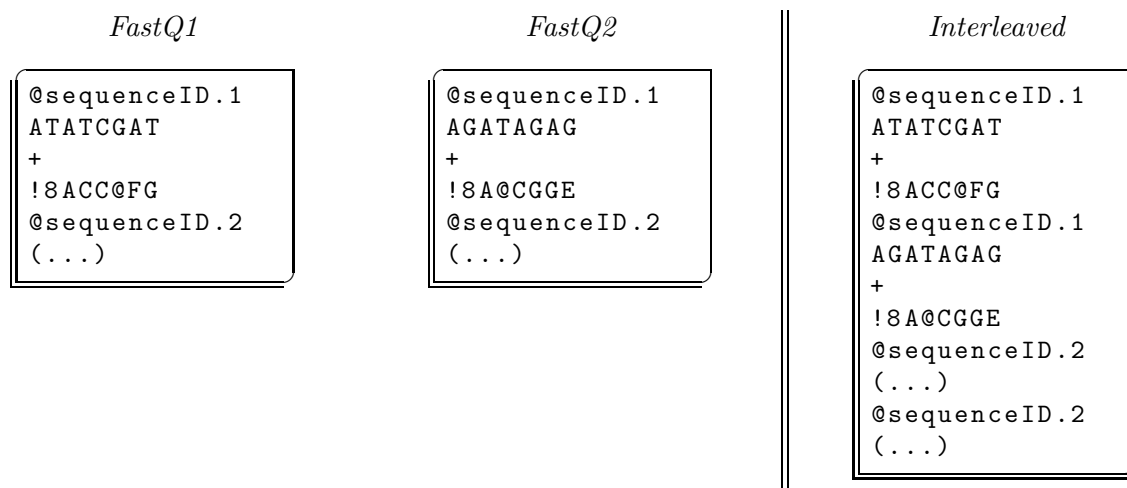 FastQ1
@sequenceID.1
ATATCGAT
+
!8ACC@FG
@sequenceID.2
(...)
FastQ2
@sequenceID.1
AGATAGAG
+
!8A@CGGE
@sequenceID.2
(...)
Interleaved
@sequenceID.1
ATATCGAT
+
!8ACC@FG
@sequenceID.1
AGATAGAG
+
!8A@CGGE
@sequenceID.2
(...)
@sequenceID.2
(...)